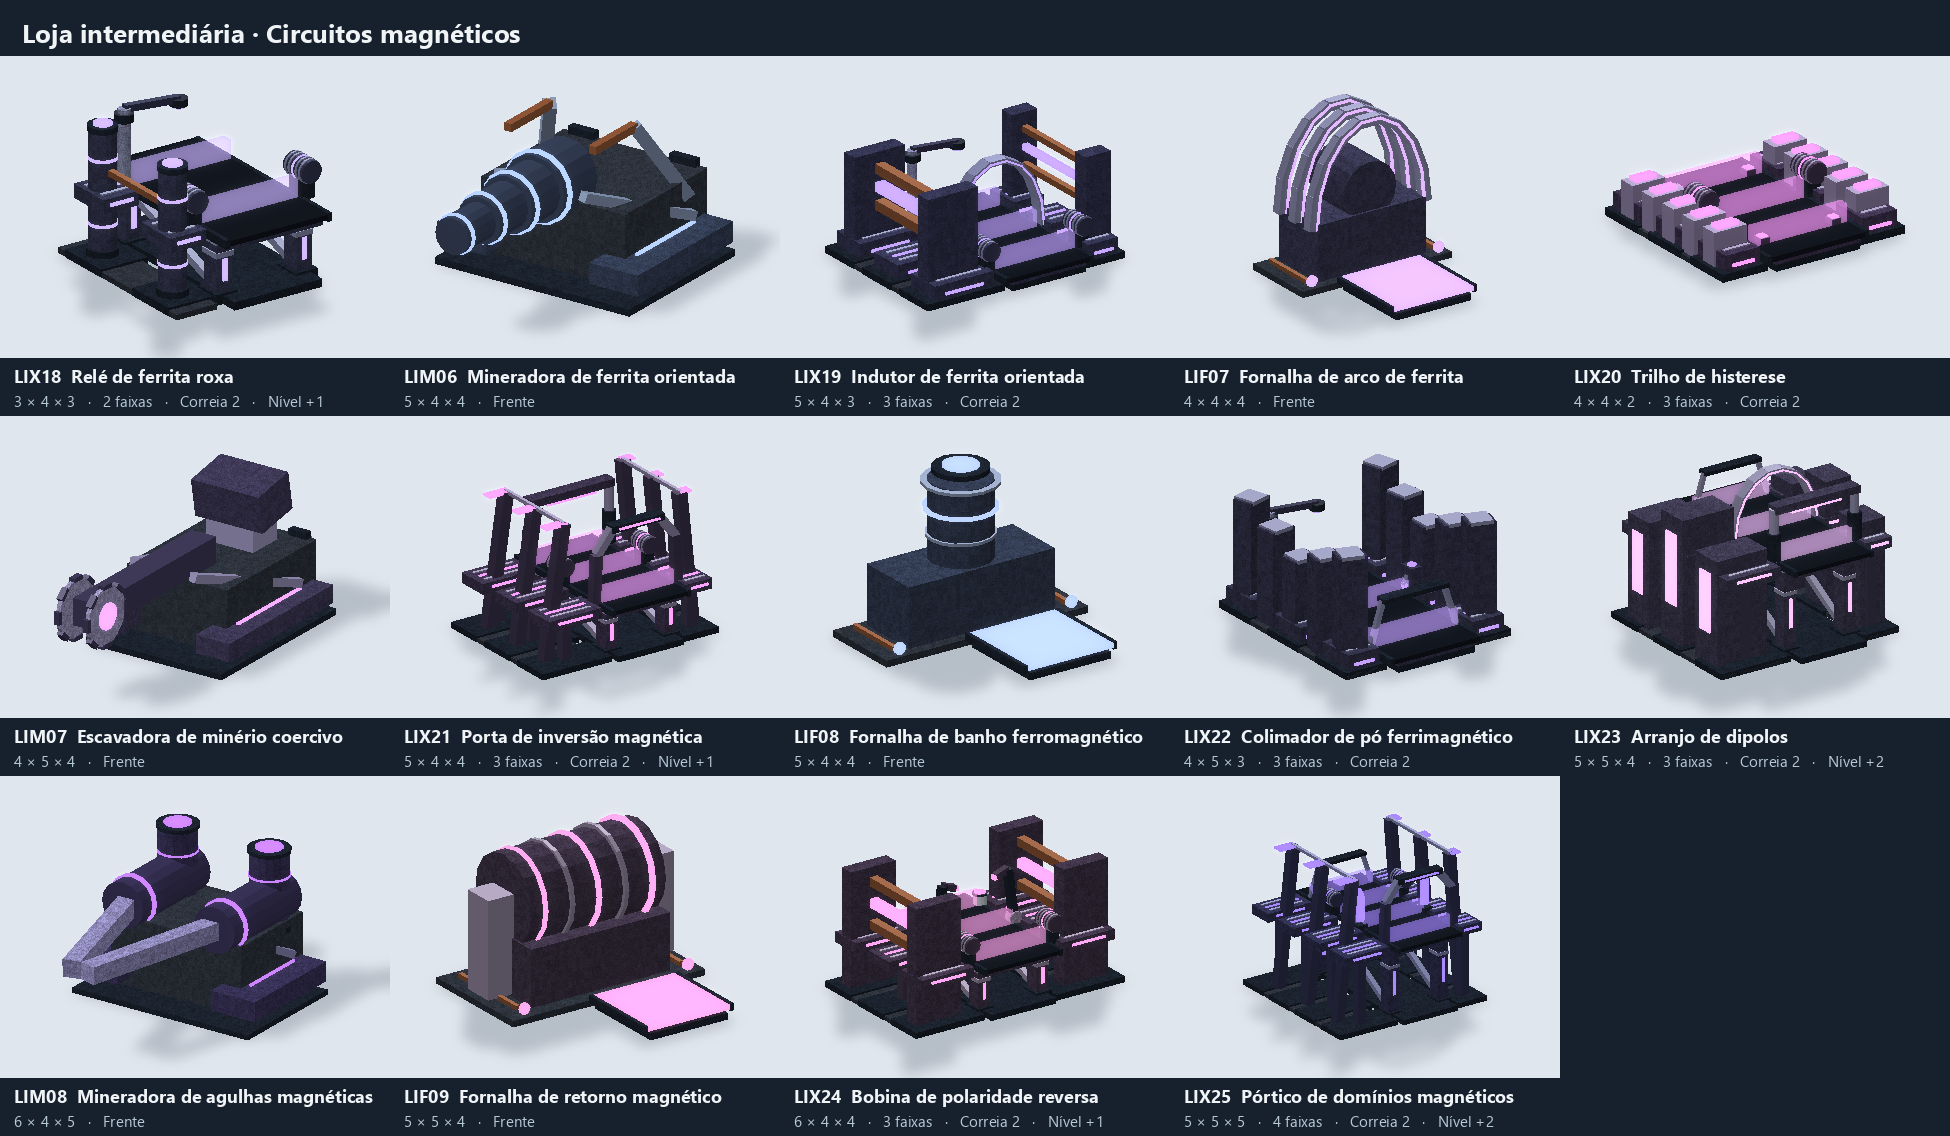 Loja intermediária · Circuitos magnéticos
LIX18 Relé de ferrita roxa
3 × 4 × 3 · 2 faixas · Correia 2 · Nível +1
LIM06 Mineradora de ferrita orientada
5 × 4 × 4 · Frente
LIX19 Indutor de ferrita orientada
5 × 4 × 3 · 3 faixas · Correia 2
LIF07 Fornalha de arco de ferrita
4 × 4 × 4 · Frente
LIX20 Trilho de histerese
4 × 4 × 2 · 3 faixas · Correia 2
LIM07 Escavadora de minério coercivo
4 × 5 × 4 · Frente
LIX21 Porta de inversão magnética
5 × 4 × 4 · 3 faixas · Correia 2 · Nível +1
LIF08 Fornalha de banho ferromagnético
5 × 4 × 4 · Frente
LIX22 Colimador de pó ferrimagnético
4 × 5 × 3 · 3 faixas · Correia 2
LIX23 Arranjo de dipolos
5 × 5 × 4 · 3 faixas · Correia 2 · Nível +2
LIM08 Mineradora de agulhas magnéticas
6 × 4 × 5 · Frente
LIF09 Fornalha de retorno magnético
5 × 5 × 4 · Frente
LIX24 Bobina de polaridade reversa
6 × 4 × 4 · 3 faixas · Correia 2 · Nível +1
LIX25 Pórtico de domínios magnéticos
5 × 5 × 5 · 4 faixas · Correia 2 · Nível +2